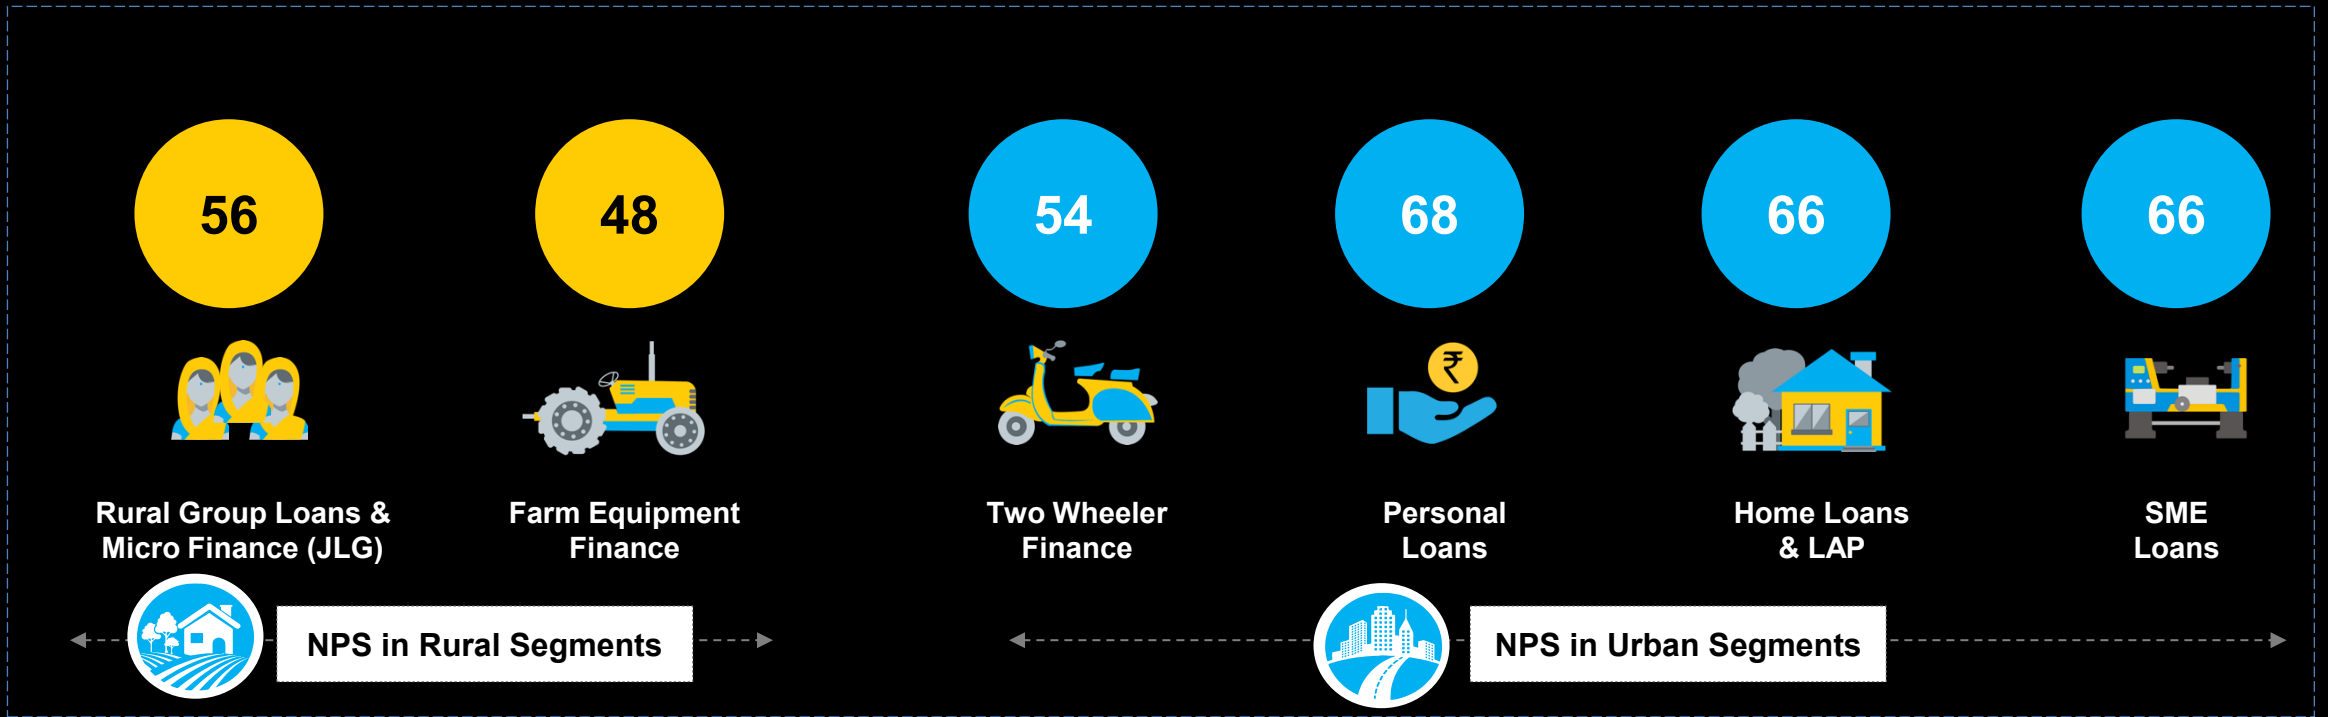 56
48
54
68
66
66
₹
Rural Group Loans &
Micro Finance (JLG)
Farm Equipment
Finance
Two Wheeler
Finance
Personal
Loans
Home Loans
& LAP
SME
Loans
NPS in Rural Segments
NPS in Urban Segments